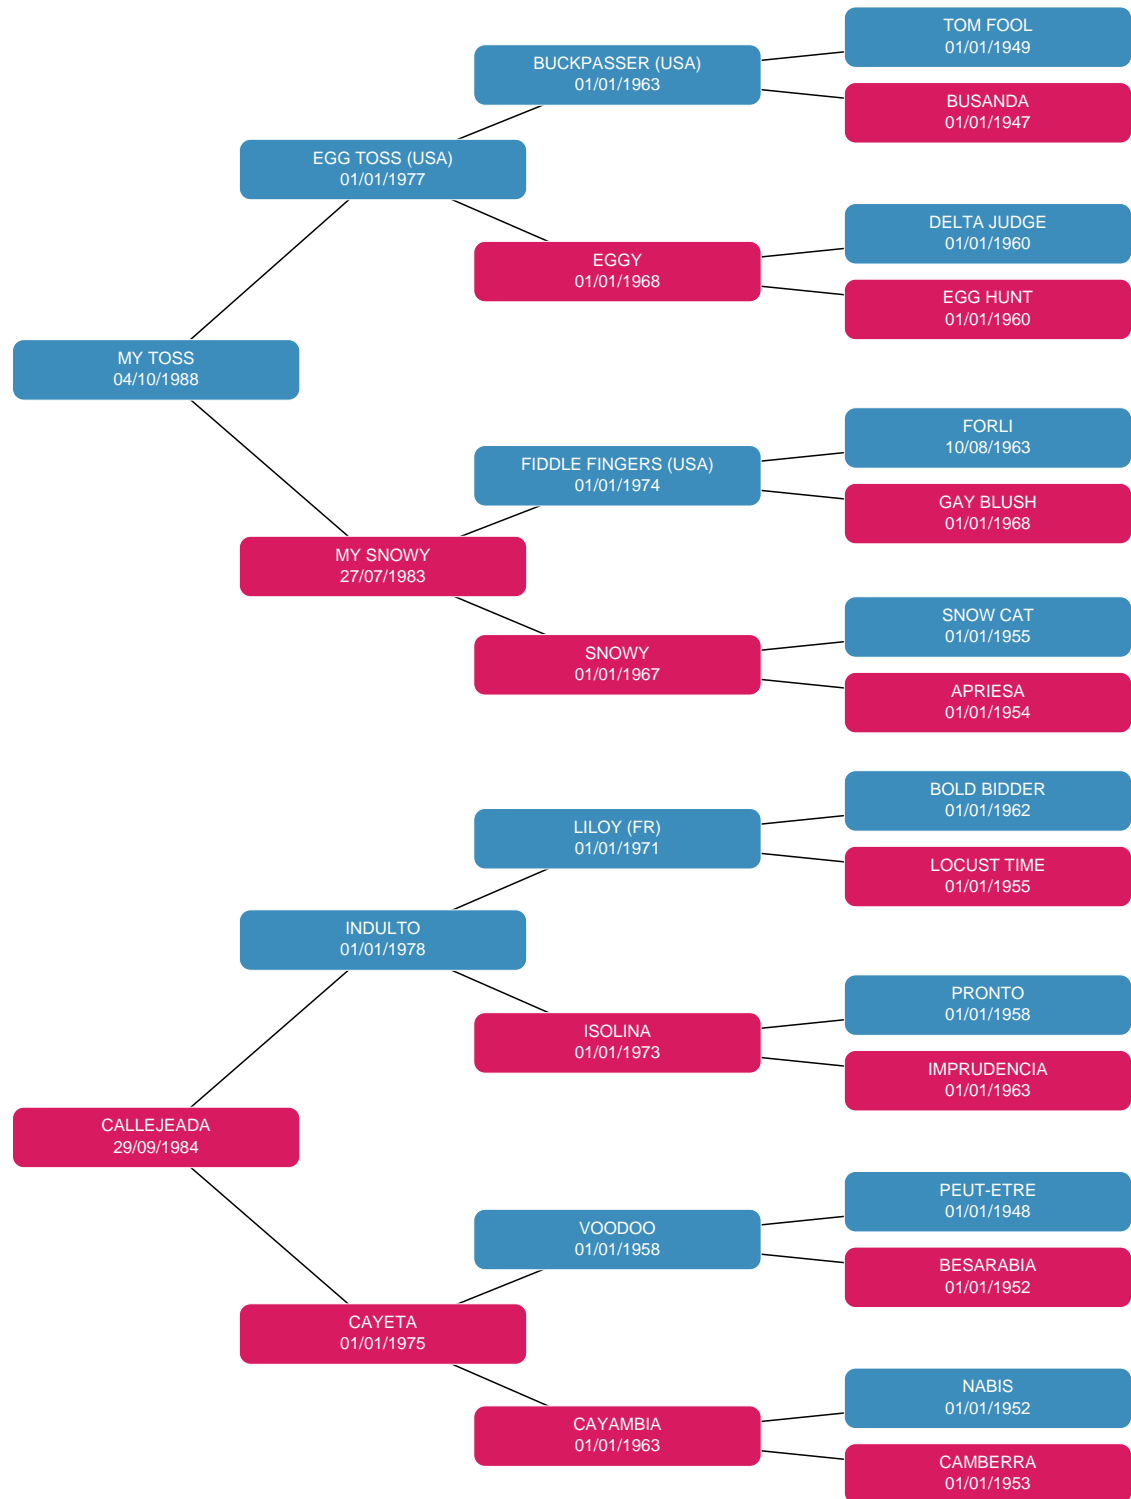 TOM FOOL
01/01/1949
BUCKPASSER (USA)
01/01/1963
BUSANDA
01/01/1947
EGG TOSS (USA)
01/01/1977
DELTA JUDGE
01/01/1960
EGGY
01/01/1968
EGG HUNT
01/01/1960
MY TOSS
04/10/1988
FORLI
10/08/1963
FIDDLE FINGERS (USA)
01/01/1974
GAY BLUSH
01/01/1968
MY SNOWY
27/07/1983
SNOW CAT
01/01/1955
SNOWY
01/01/1967
APRIESA
01/01/1954
BOLD BIDDER
01/01/1962
LILOY (FR)
01/01/1971
LOCUST TIME
01/01/1955
INDULTO
01/01/1978
PRONTO
01/01/1958
ISOLINA
01/01/1973
IMPRUDENCIA
01/01/1963
CALLEJEADA
29/09/1984
PEUT-ETRE
01/01/1948
VOODOO
01/01/1958
BESARABIA
01/01/1952
CAYETA
01/01/1975
NABIS
01/01/1952
CAYAMBIA
01/01/1963
CAMBERRA
01/01/1953